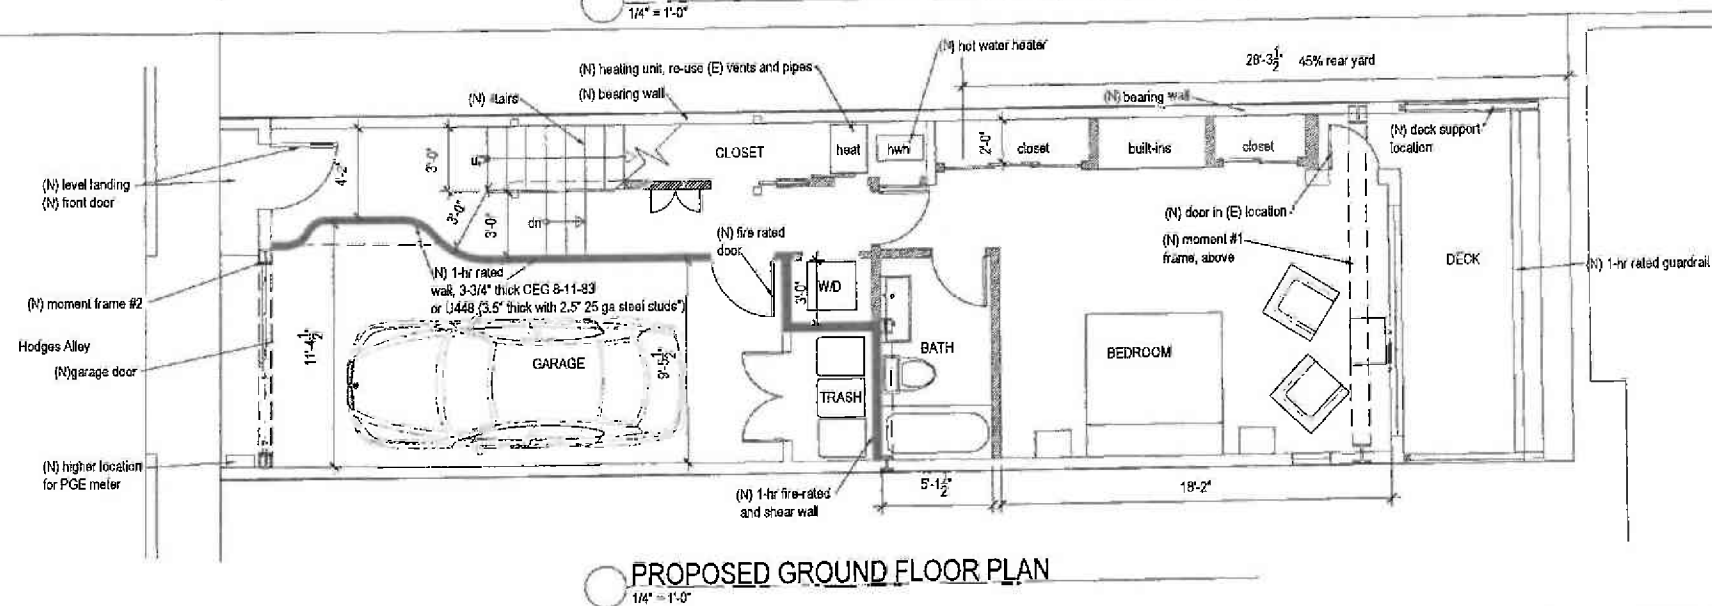 1/4" = 1'-0"
(N) hot water heater
28'-3 1/2" 45% rear yard
(N) heating unit, re-use (E) vents and pipes
(N) bearing wall
(N) stairs
(N) bearing wall
(N) deck support
location
CLOSET
heat
hwh
2'-0"
closet
built-ins
closet
4'-2"
3'-0"
(N) level landing
(N) front door
3'-0"
3'-0"
dn
(N) fire rated
door
(N) door in (E) location
(N) moment #1
frame, above
DECK
(N) 1-hr rated guardrail
(N) 1-hr rated
wall, 3-3/4" thick CEG 8-11-83
or U448 (3.5" thick with 2.5" 25 ga steel studs")
3'-0"
W/D
(N) moment frame #2
Hodges Alley
11'-4 1/2"
GARAGE
9'-5 1/2"
BATH
BEDROOM
(N)garage door
TRASH
(N) higher location
for PGE meter
(N) 1-hr fire-rated
and shear wall
5'-1 1/2"
18'-2"
PROPOSED GROUND FLOOR PLAN
1/4" = 1'-0"